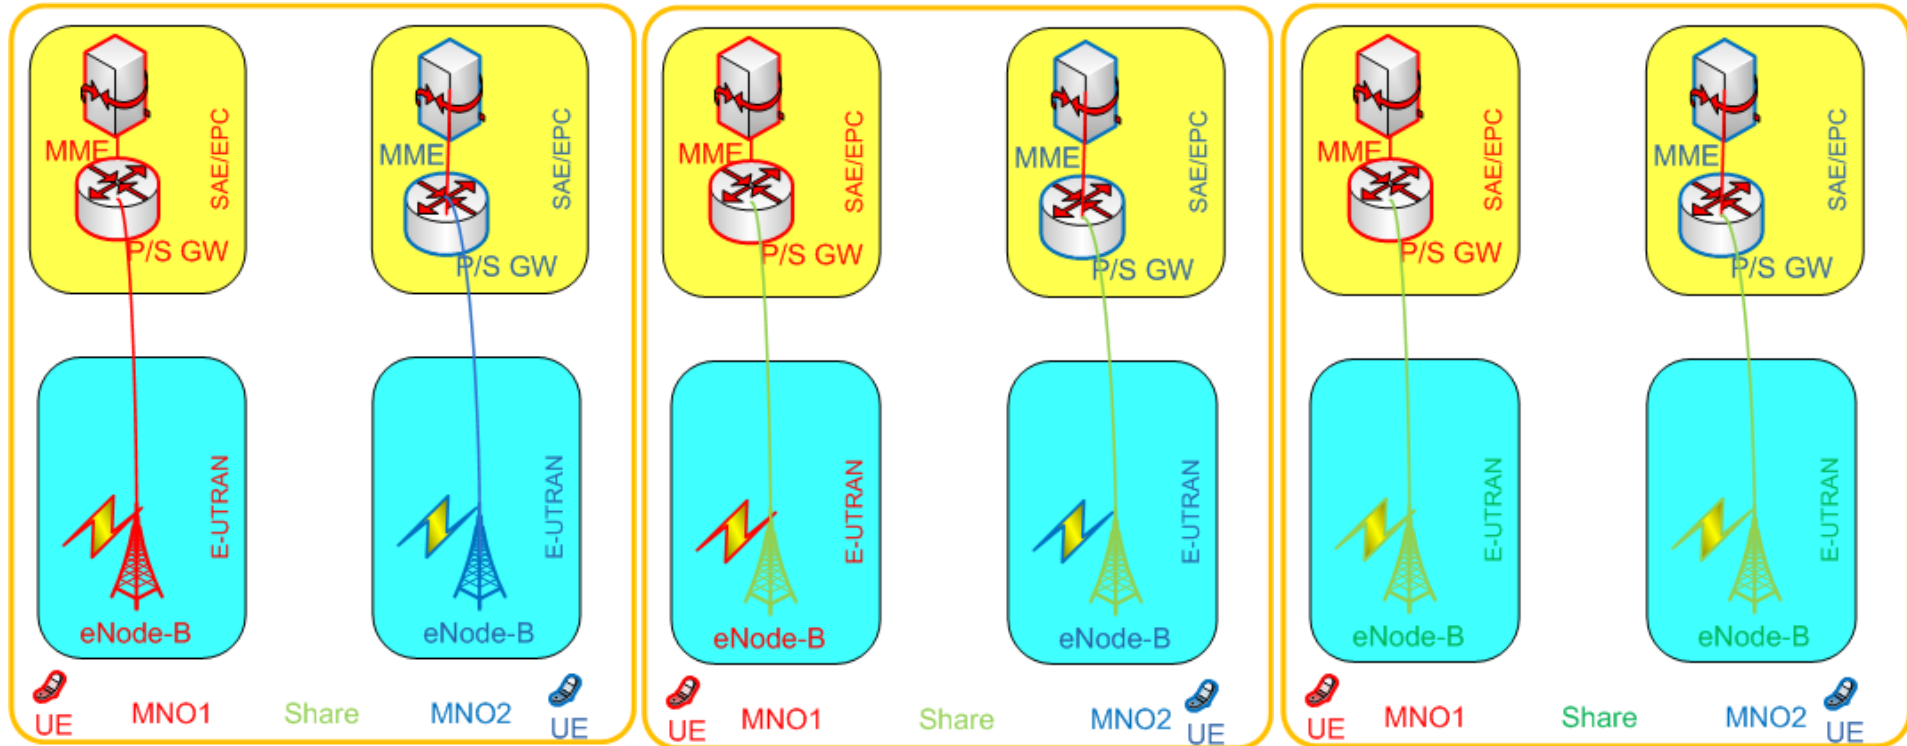 MME
SAE/EPC
P/S GW
E-UTRAN
eNode-B
MME
SAE/EPC
P/S GW
E-UTRAN
eNode-B
UE
MNO1
Share
MNO2
UE
MME
SAE/EPC
P/S GW
E-UTRAN
eNode-B
MME
SAE/EPC
P/S GW
E-UTRAN
eNode-B
UE
MNO1
Share
MNO2
UE
MME
SAE/EPC
P/S GW
E-UTRAN
eNode-B
MME
SAE/EPC
P/S GW
E-UTRAN
eNode-B
UE
MNO1
Share
MNO2
UE